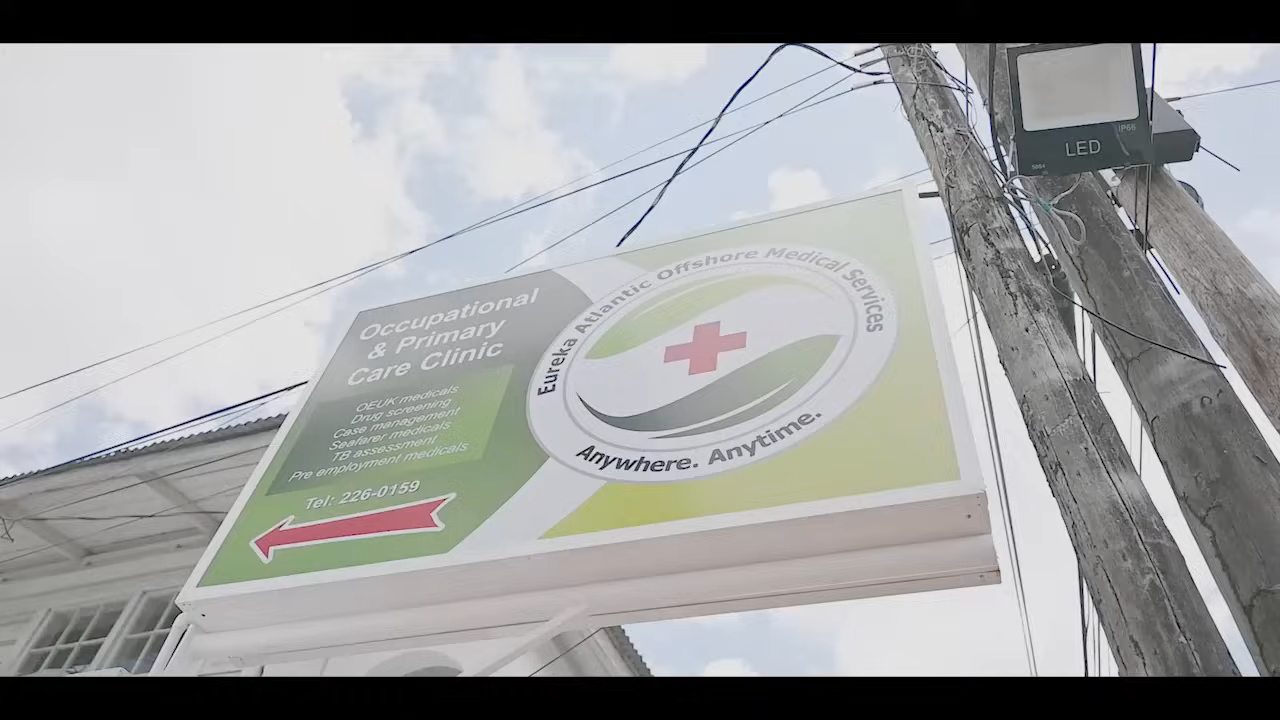 LED
IP66
Occupational
& Primary
Care Clinic
OEUK medicals
Drug screening
Case management
Seafarer medicals
TB assessment
Pre employment medicals
Tel: 226-0159
Eureka Atlantic Offshore Medical Services
Anywhere. Anytime.